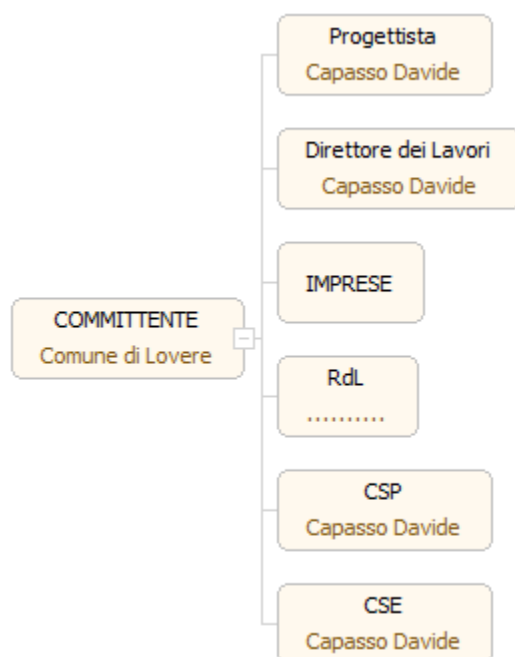 Progettista
Capasso Davide
Direttore dei Lavori
Capasso Davide
IMPRESE
COMMITTENTE
Comune di Lovere
RdL
..........
CSP
Capasso Davide
CSE
Capasso Davide